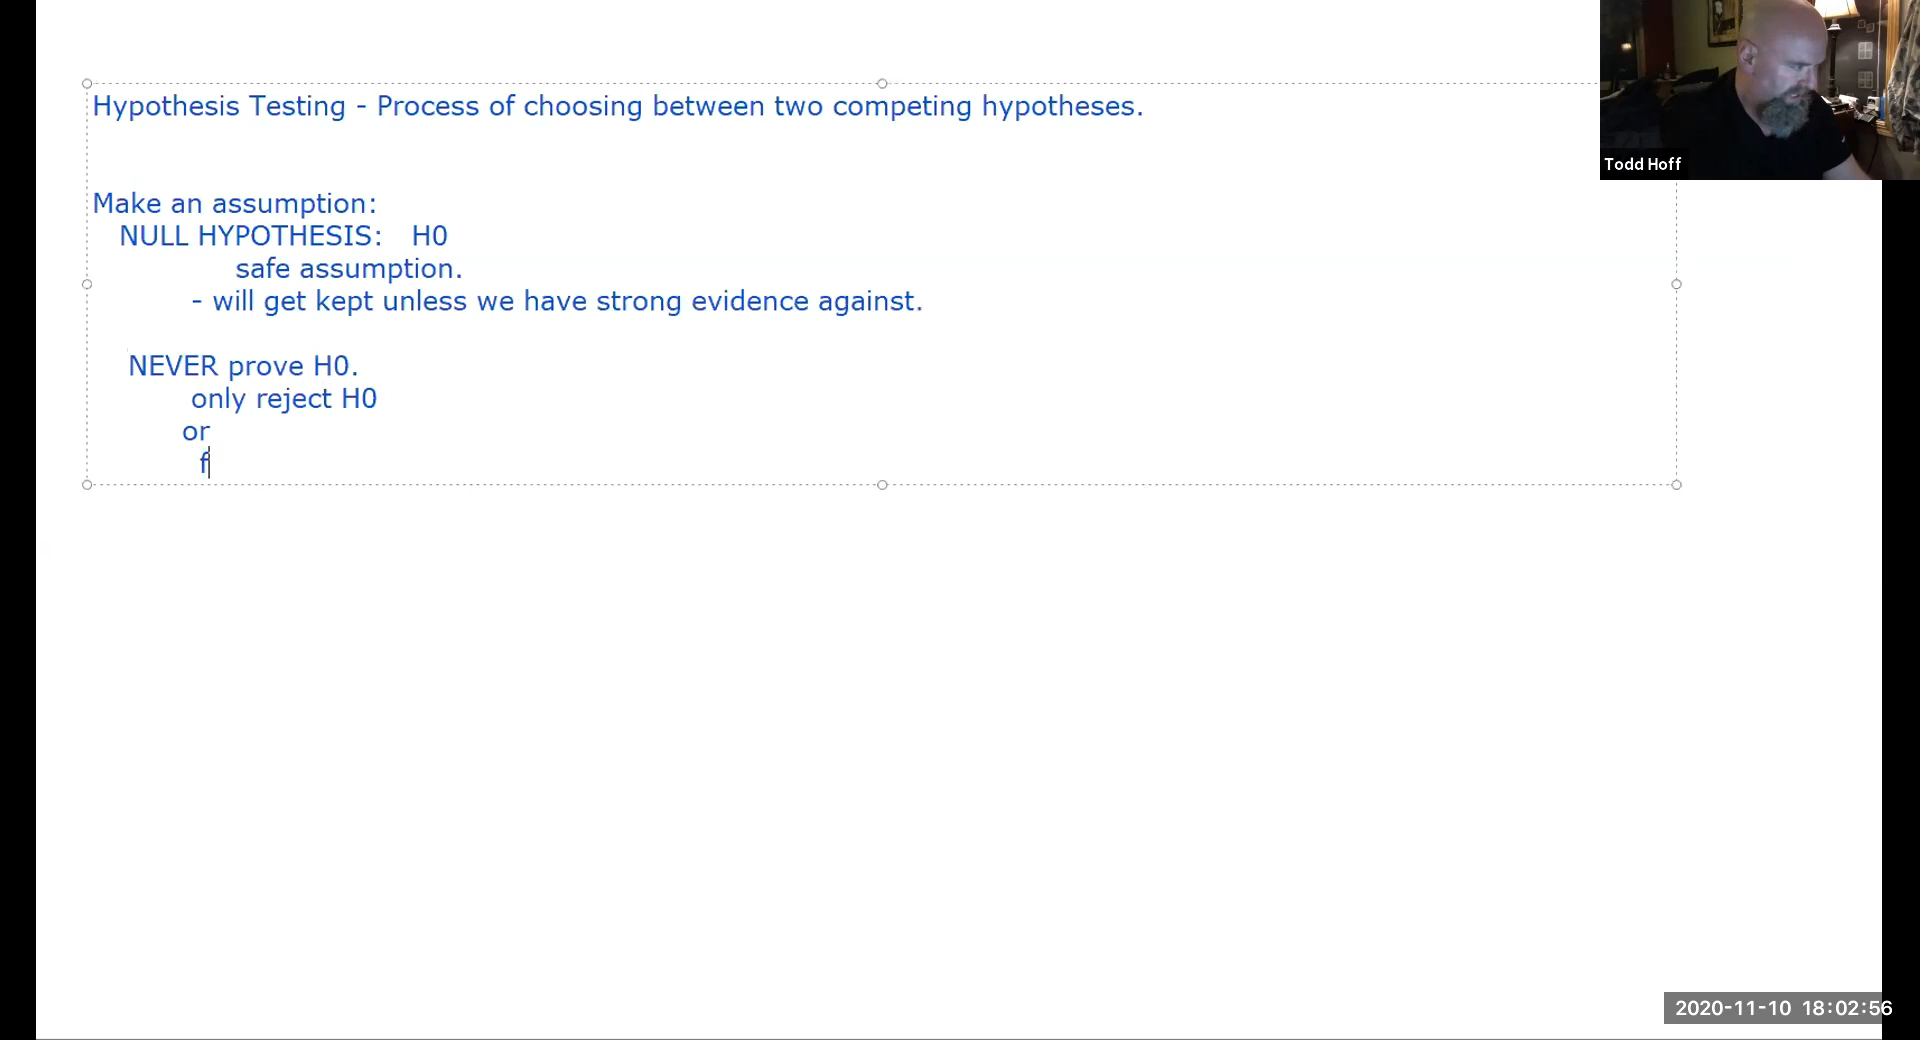 Hypothesis Testing - Process of choosing between two competing hypotheses.
Make an assumption:
NULL HYPOTHESIS: H0
safe assumption.
- will get kept unless we have strong evidence against.
NEVER prove H0.
only reject H0
or
f
Todd Hoff
2020-11-10 18:02:56